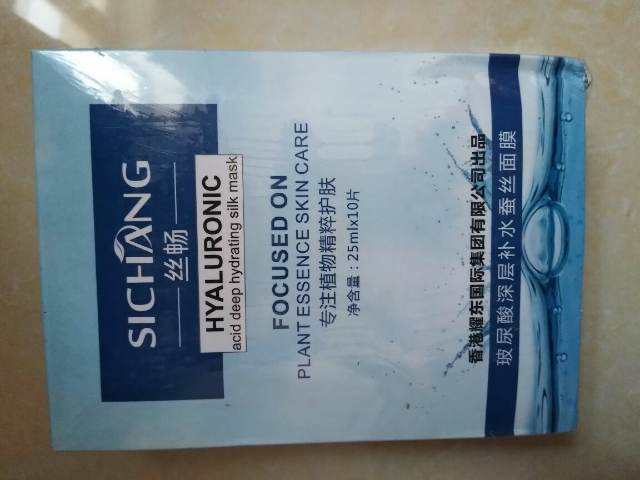 SICHANG
丝畅
HYALURONIC
acid deep hydrating silk mask
FOCUSED ON
PLANTESSENCE SKIN CARE
专注植物精粹护肤
净含量：25mlx10片
香港耀东国际集团有限公司出品
玻尿酸深层补水蚕丝面膜